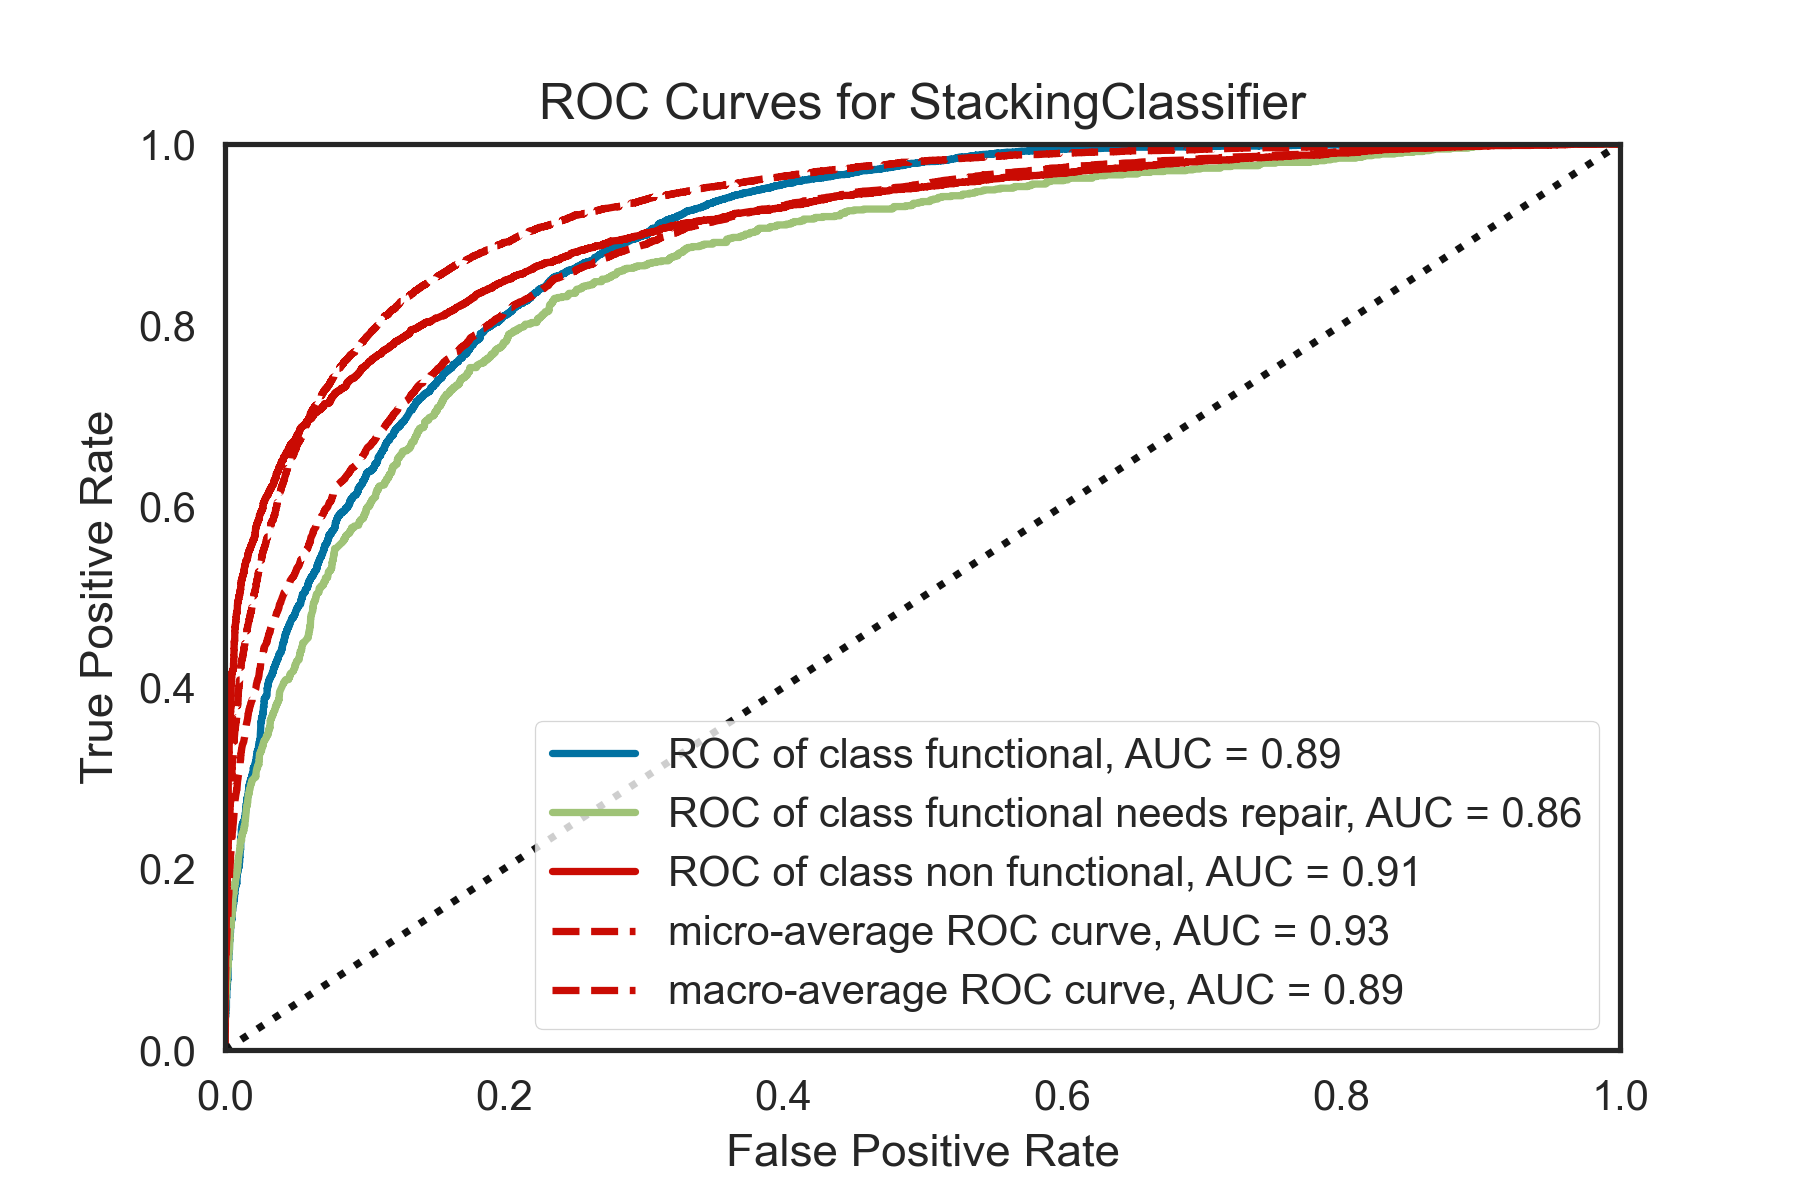 ROC Curves for StackingClassifier
1.0
0.8
0.6
0.4
0.2
0.0
True Positive Rate
ROC of class functional, AUC = 0.89
ROC of class functional needs repair, AUC = 0.86
ROC of class non functional, AUC = 0.91
micro-average ROC curve, AUC = 0.93
macro-average ROC curve, AUC = 0.89
0.0 0.2 0.4 0.6 0.8 1.0
False Positive Rate